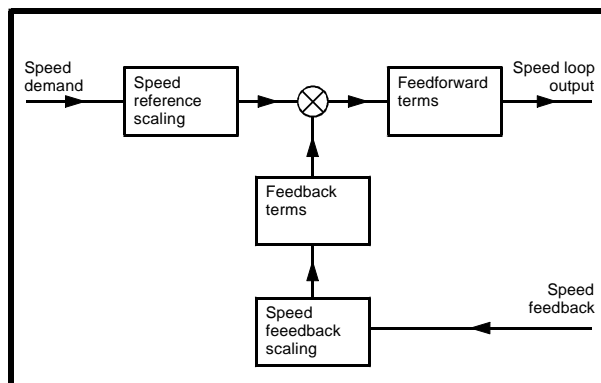 Speed
demand
Speed
reference
scaling
Feedforward
terms
Speed loop
output
Feedback
terms
Speed
feeedback
scaling
Speed
feedback